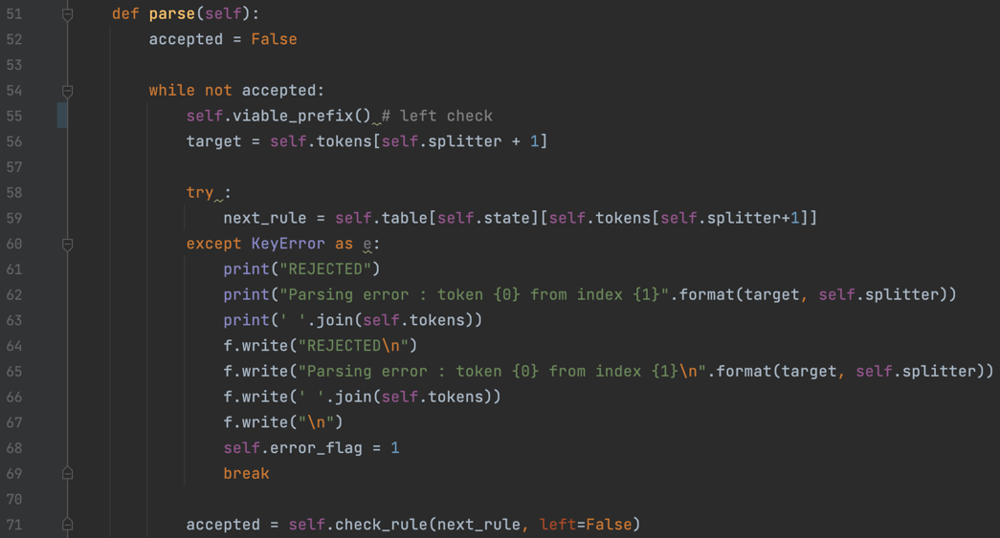 51 def parse(self):
52 accepted = False
53
54 while not accepted:
55 self.viable_prefix() # left check
56 target = self.tokens[self.splitter + 1]
57
58 try :
59 next_rule = self.table[self.state][self.tokens[self.splitter+1]]
60 except KeyError as e:
61 print("REJECTED")
62 print("Parsing error : token {0} from index {1}".format(target, self.splitter))
63 print(' '.join(self.tokens))
64 f.write("REJECTED\n")
65 f.write("Parsing error : token {0} from index {1}\n".format(target, self.splitter))
66 f.write(' '.join(self.tokens))
67 f.write("\n")
68 self.error_flag = 1
69 break
70
71 accepted = self.check_rule(next_rule, left=False)